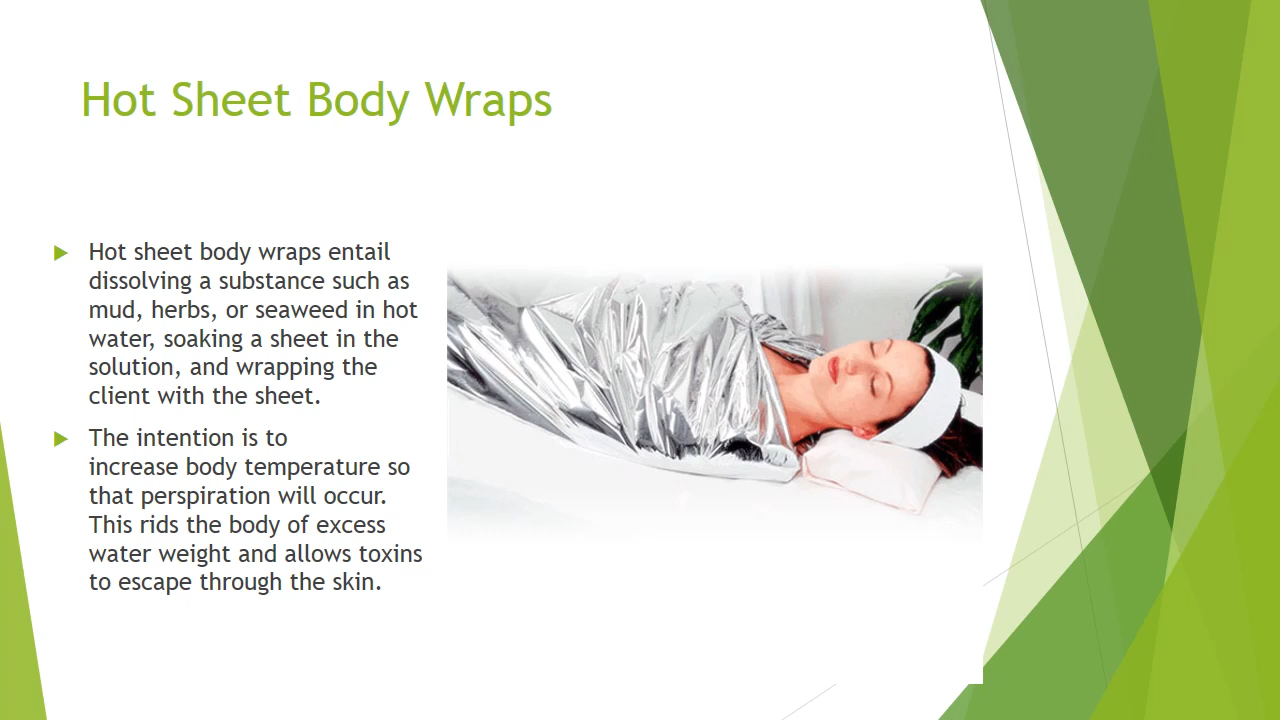 Hot Sheet Body Wraps
Hot sheet body wraps entail
dissolving a substance such as
mud, herbs, or seaweed in hot
water, soaking a sheet in the
solution, and wrapping the
client with the sheet.
The intention is to
increase body temperature so
that perspiration will occur.
This rids the body of excess
water weight and allows toxins
to escape through the skin.